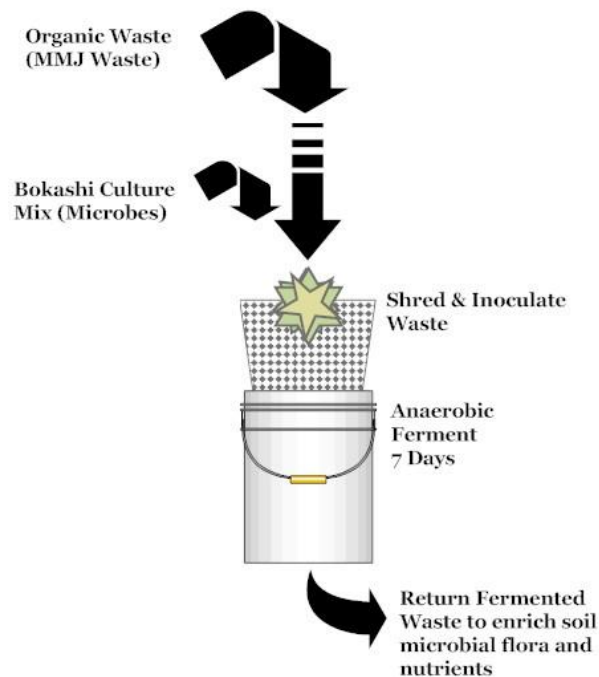 Organic Waste
(MMJ Waste)
Bokashi Culture
Mix (Microbes)
Shred & Inoculate
Waste
Anaerobic
Ferment
7 Days
Return Fermented
Waste to enrich soil
microbial flora and
nutrients